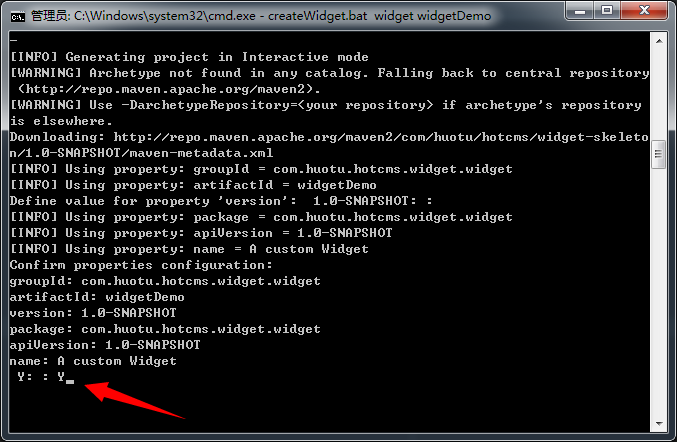 管理员: C:\Windows\system32\cmd.exe - createWidget.bat  widget widgetDemo
[INFO] Generating project in Interactive mode
[WARNING] Archetype not found in any catalog. Falling back to central repository
 (http://repo.maven.apache.org/maven2).
[WARNING] Use -DarchetypeRepository=<your repository> if archetype's repository
is elsewhere.
Downloading: http://repo.maven.apache.org/maven2/com/huotu/hotcms/widget-skeleto
n/1.0-SNAPSHOT/maven-metadata.xml
[INFO] Using property: groupId = com.huotu.hotcms.widget.widget
[INFO] Using property: artifactId = widgetDemo
Define value for property 'version':  1.0-SNAPSHOT: :
[INFO] Using property: package = com.huotu.hotcms.widget.widget
[INFO] Using property: apiVersion = 1.0-SNAPSHOT
[INFO] Using property: name = A custom Widget
Confirm properties configuration:
groupId: com.huotu.hotcms.widget.widget
artifactId: widgetDemo
version: 1.0-SNAPSHOT
package: com.huotu.hotcms.widget.widget
apiVersion: 1.0-SNAPSHOT
name: A custom Widget
 Y: : Y